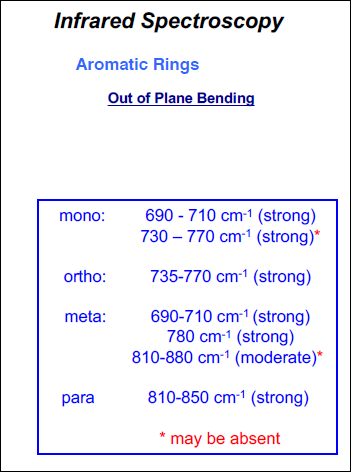 Infrared Spectroscopy
Aromatic Rings
Out of Plane Bending
mono: 690 - 710 cm-1 (strong)
730 – 770 cm-1 (strong)*
ortho: 735-770 cm-1 (strong)
meta: 690-710 cm-1 (strong)
780 cm-1 (strong)
810-880 cm-1 (moderate)*
para 810-850 cm-1 (strong)
* may be absent